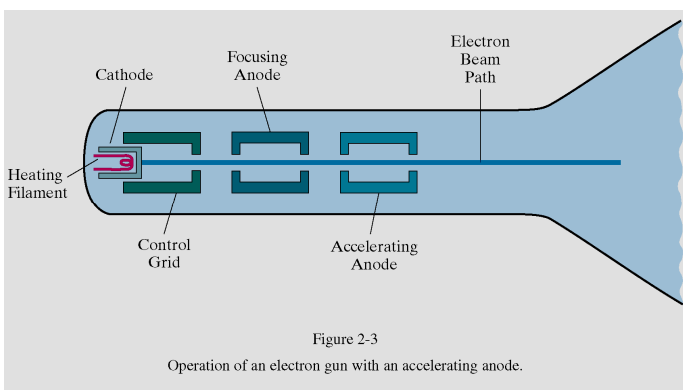 Cathode
Focusing
Anode
Electron
Beam
Path
Heating
Filament
Control
Grid
Accelerating
Anode
Figure 2-3
Operation of an electron gun with an accelerating anode.